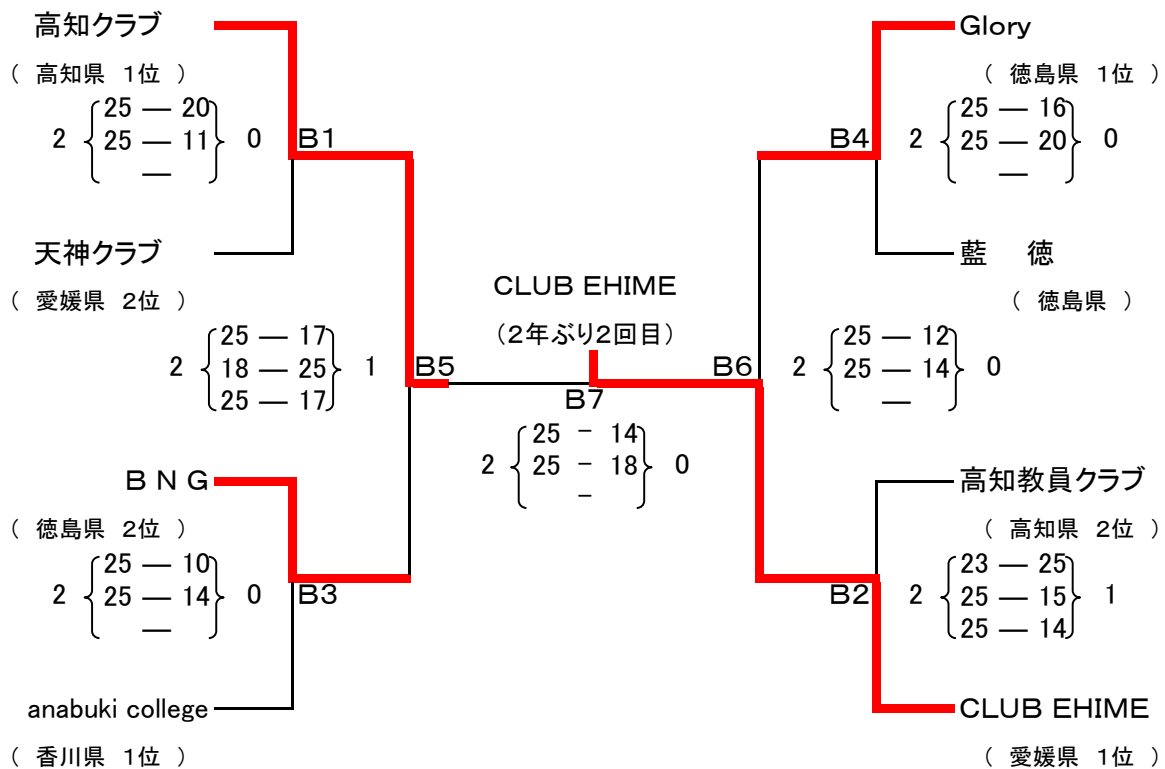 高知クラブ
（ 高知県 1位 ）
2 25 ― 20 0
25 ― 11
―
B1
天神クラブ
（ 愛媛県 2位 ）
2 25 ― 17 1
18 ― 25
25 ― 17
B5
ＢＮＧ
（ 徳島県 2位 ）
2 25 ― 10 0
25 ― 14
―
B3
anabuki college
（ 香川県 1位 ）
CLUB EHIME
（2年ぶり2回目）
B7
2 25 － 14 0
25 － 18
－
Glory
（ 徳島県 1位 ）
B4
2 25 ― 16 0
25 ― 20
―
藍　徳
（ 徳島県 ）
B6
2 25 ― 12 0
25 ― 14
―
高知教員クラブ
（ 高知県 2位 ）
B2
2 23 ― 25 1
25 ― 15
25 ― 14
CLUB EHIME
（ 愛媛県 1位 ）